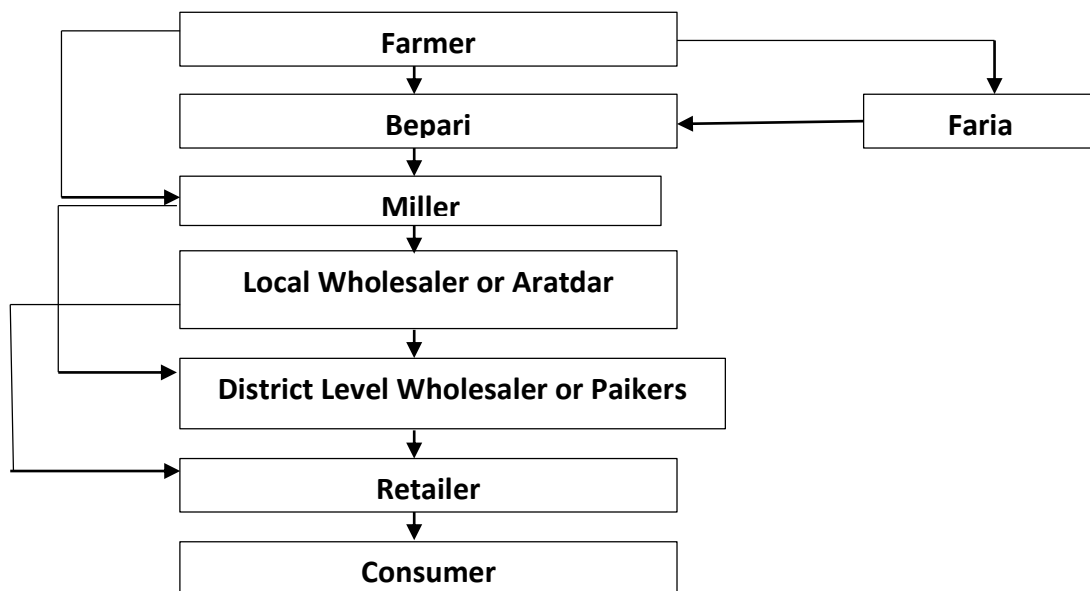 Farmer
Bepari
Faria
Miller
Local Wholesaler or Aratdar
District Level Wholesaler or Paikers
Retailer
Consumer